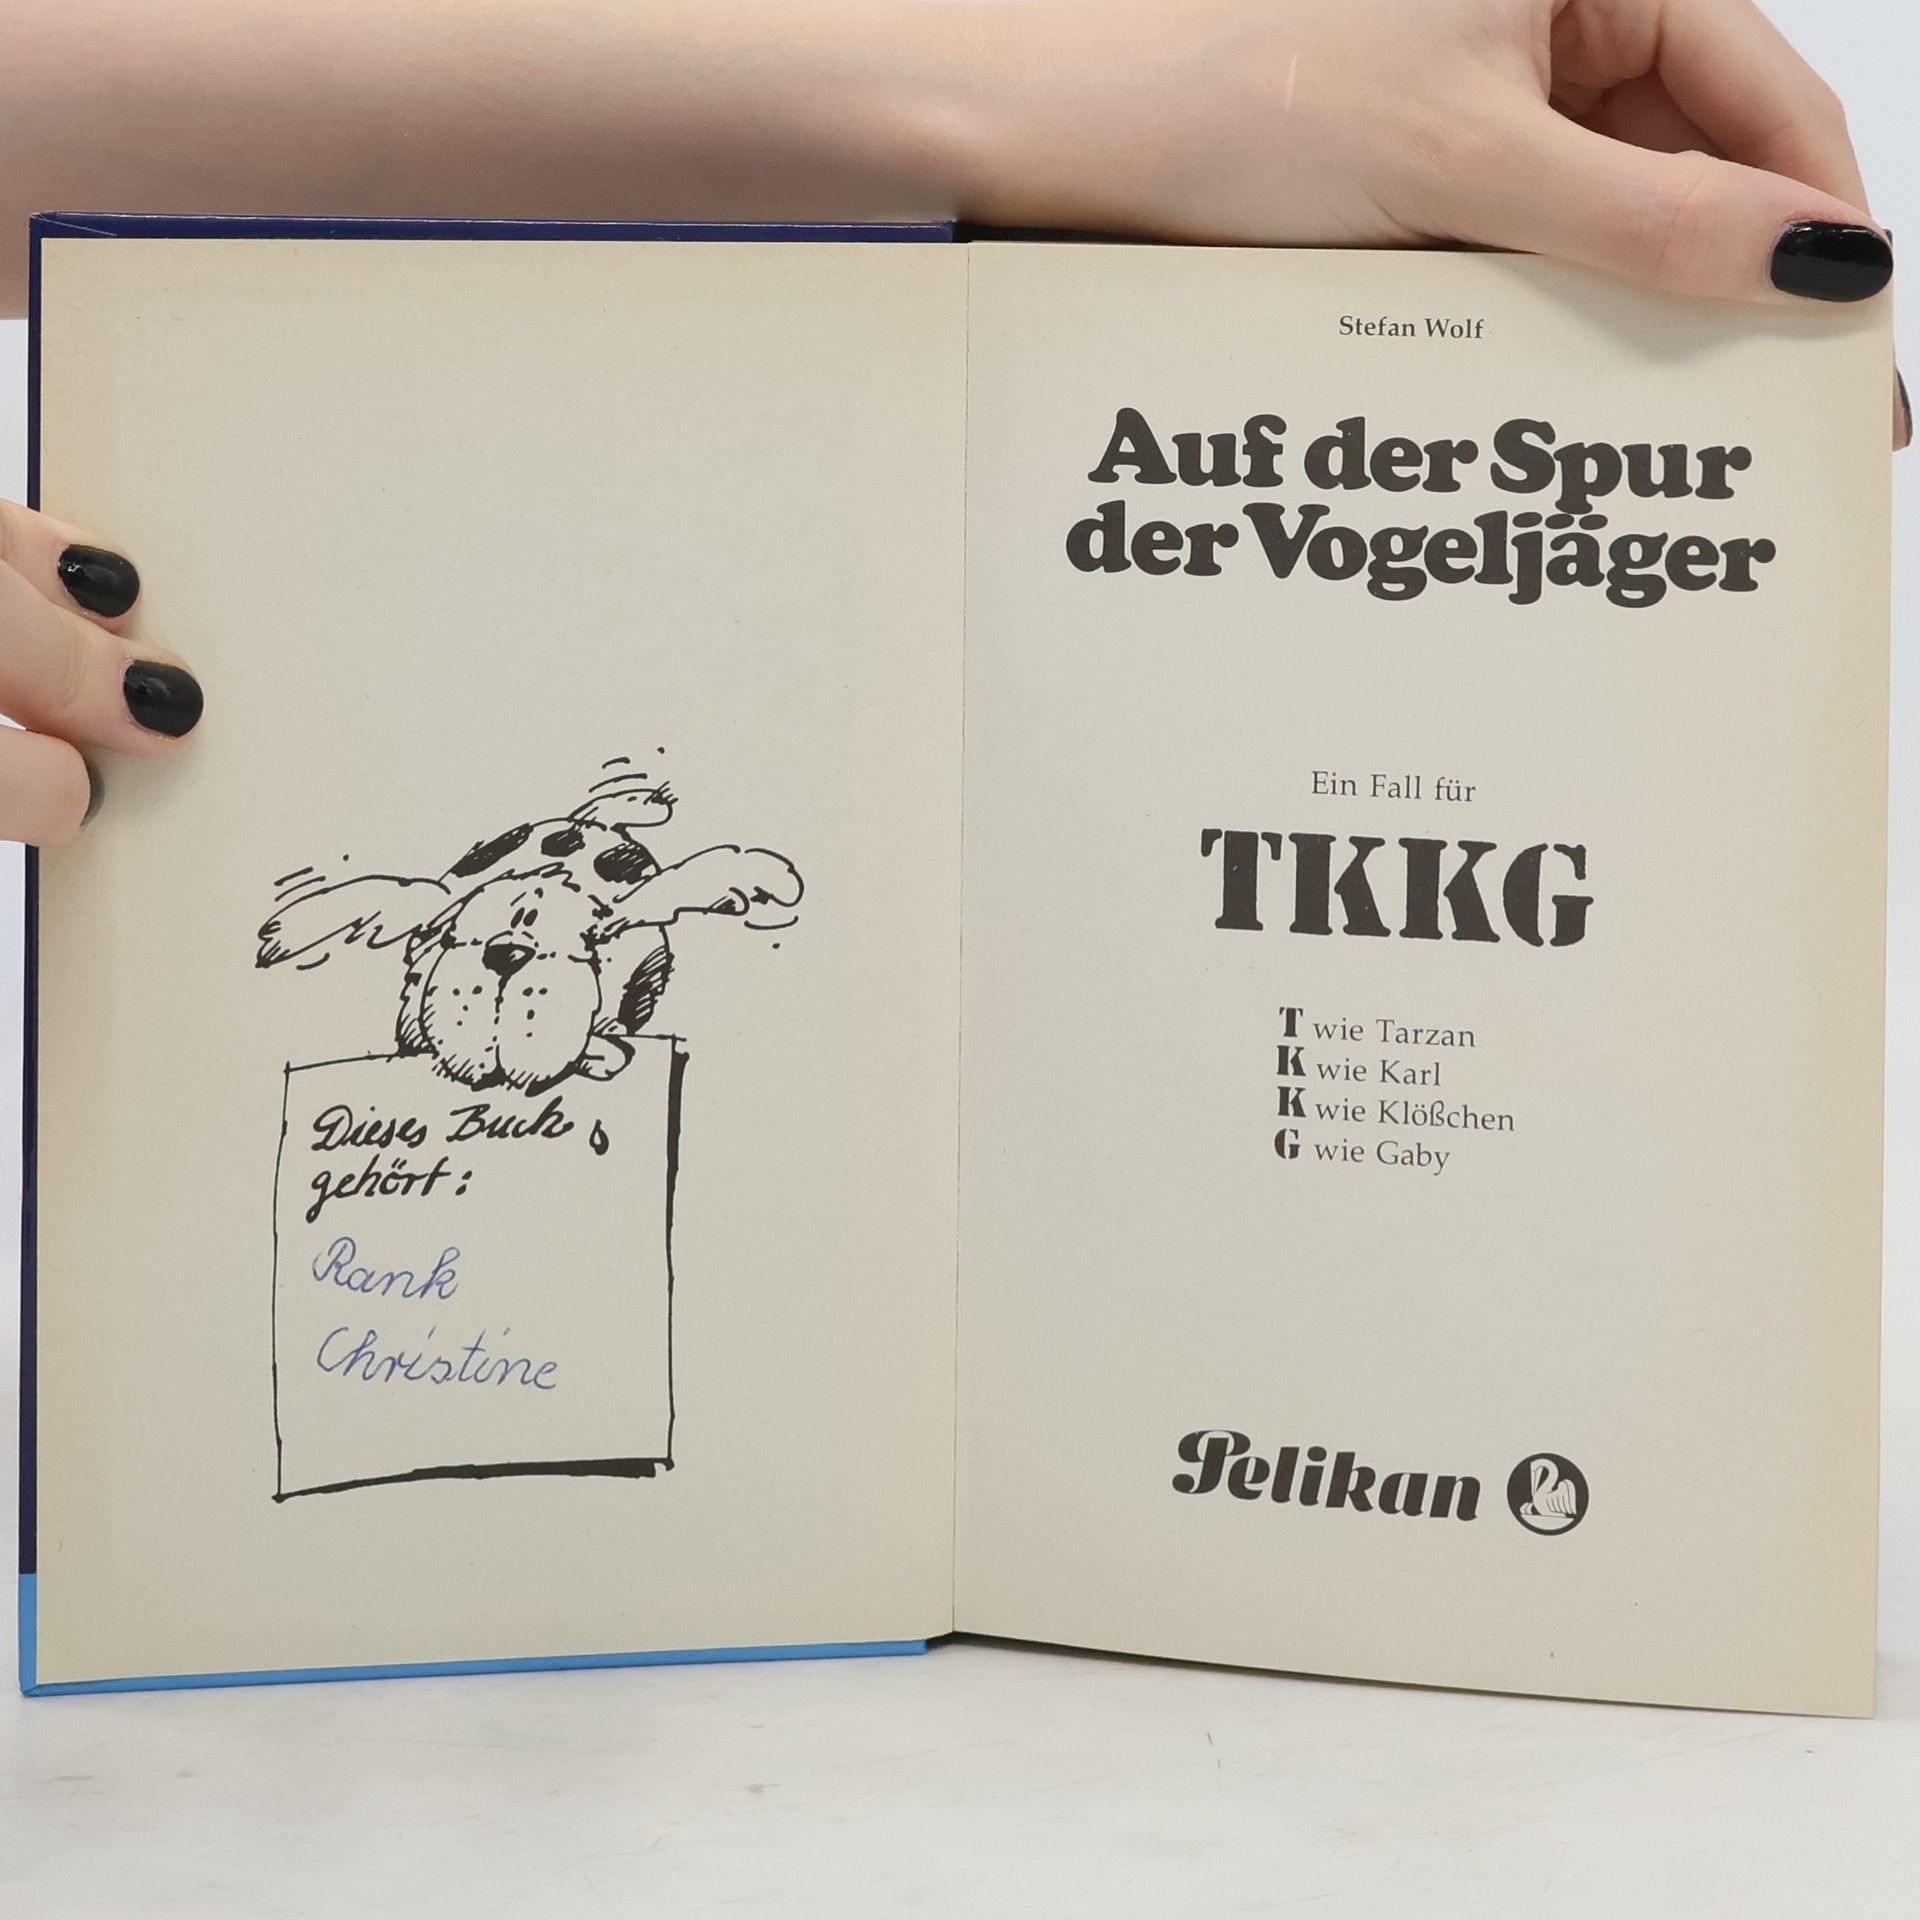 Dieses Buch
gehört:
Rank
Christine
Stefan Wolf
Auf der Spur
der Vogeljäger
Ein Fall für
TKKG
T wie Tarzan
K wie Karl
K wie Klößchen
G wie Gaby
Pelikan